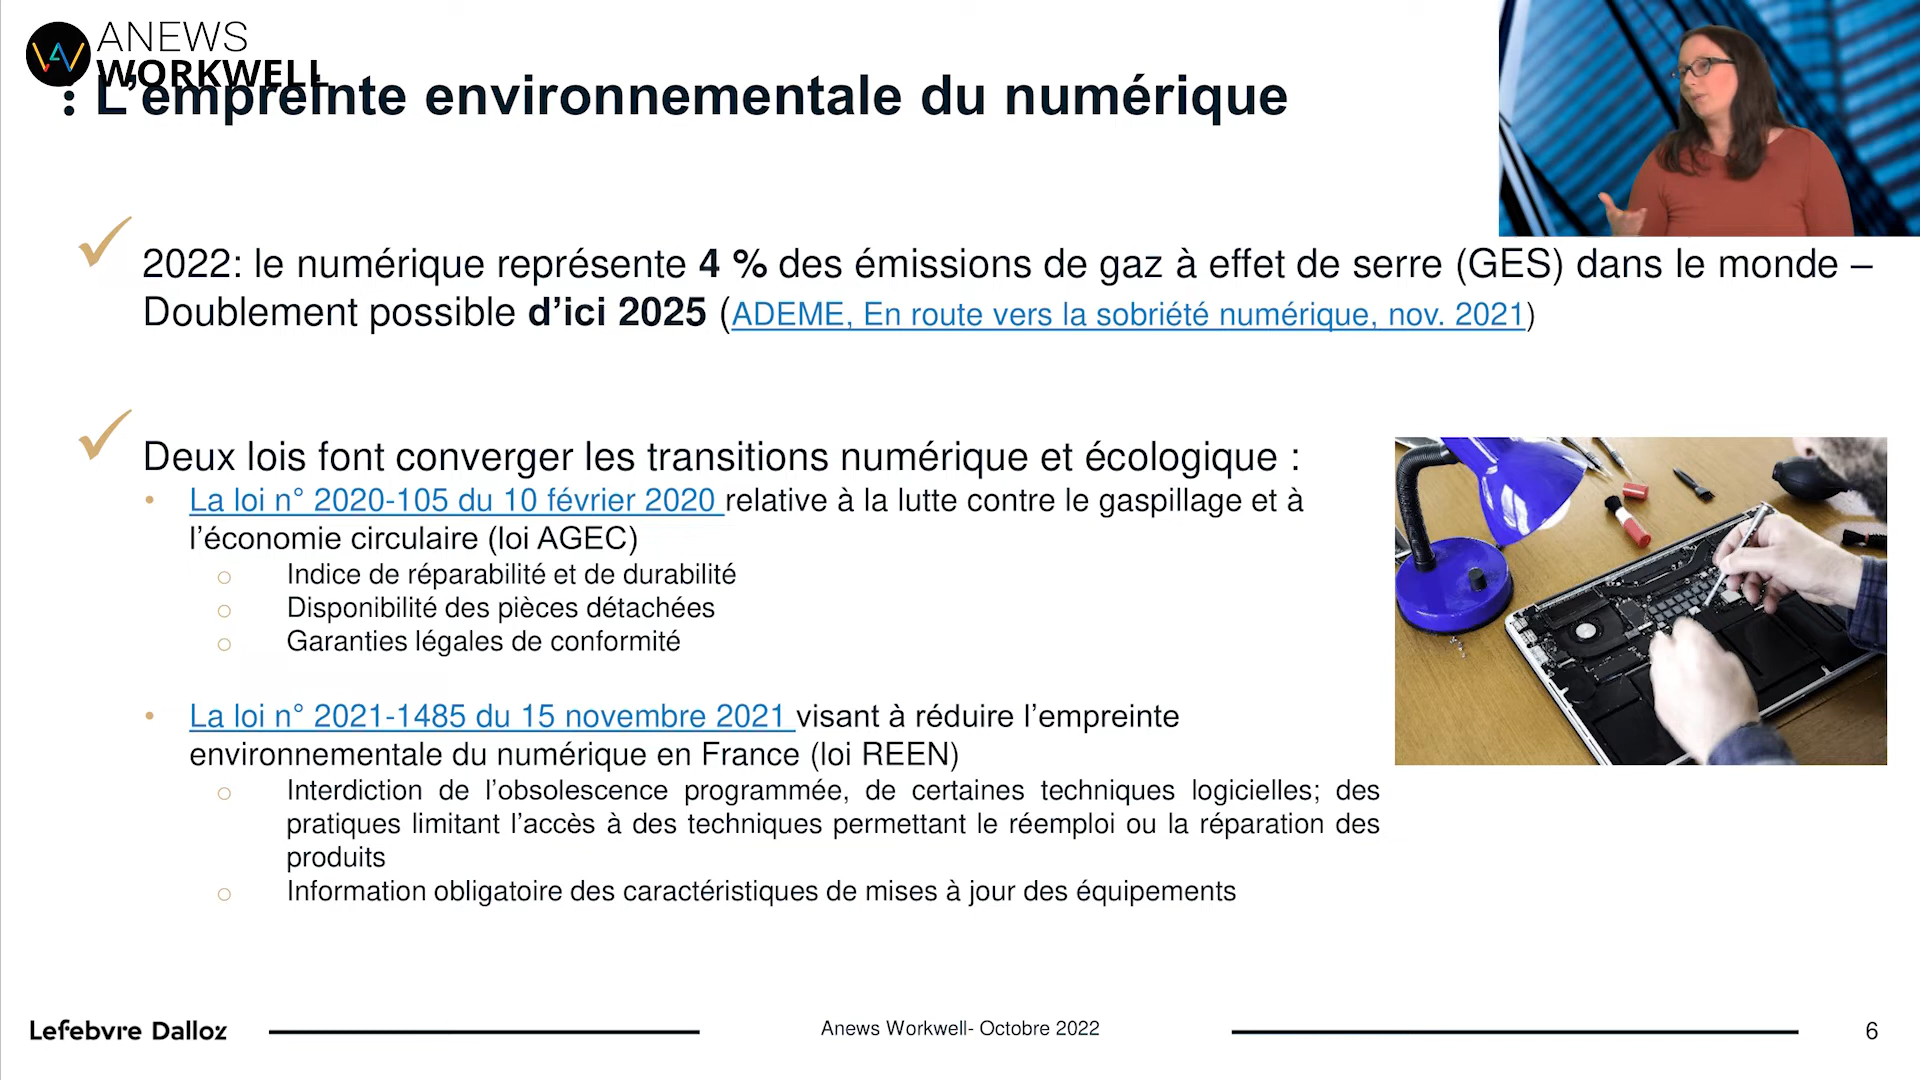 ANEWS
WORKWELL
: L’empreinte environnementale du numérique
2022: le numérique représente 4 % des émissions de gaz à effet de serre (GES) dans le monde –
Doublement possible d’ici 2025 (ADEME, En route vers la sobriété numérique, nov. 2021)
Deux lois font converger les transitions numérique et écologique :
• La loi n° 2020-105 du 10 février 2020 relative à la lutte contre le gaspillage et à
l’économie circulaire (loi AGEC)
o Indice de réparabilité et de durabilité
o Disponibilité des pièces détachées
o Garanties légales de conformité
• La loi n° 2021-1485 du 15 novembre 2021 visant à réduire l’empreinte
environnementale du numérique en France (loi REEN)
o Interdiction de l’obsolescence programmée, de certaines techniques logicielles; des
pratiques limitant l’accès à des techniques permettant le réemploi ou la réparation des
produits
o Information obligatoire des caractéristiques de mises à jour des équipements
Lefebvre Dalloz
Anews Workwell- Octobre 2022
6